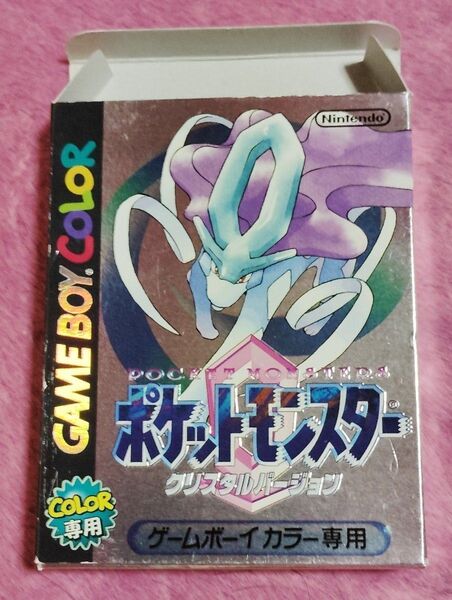 Nintendo
GAME BOY COLOR
POCKET MONSTERS
ポケットモンスター
クリスタルバージョン
COLOR
専用
ゲームボーイカラー専用